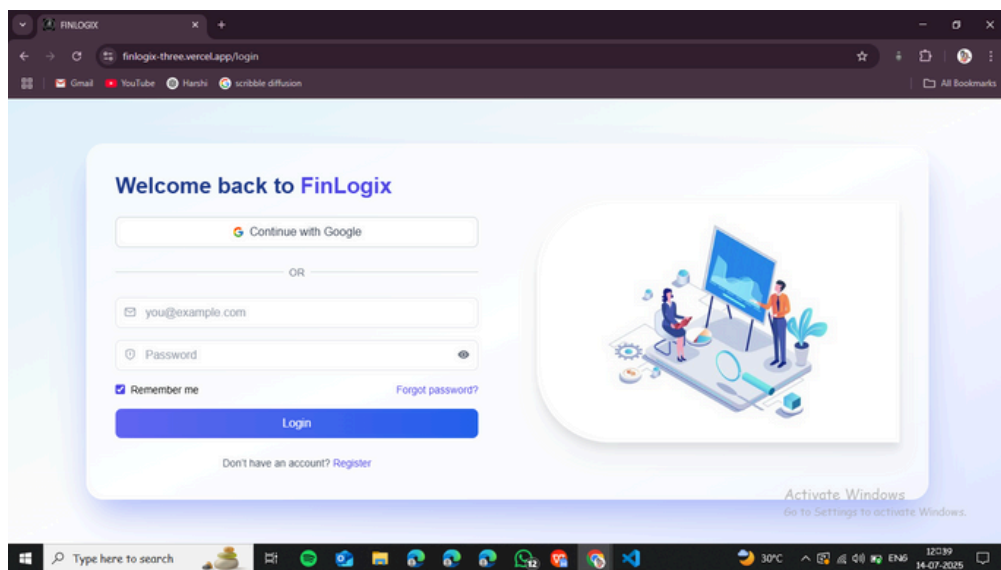 FINLOGIX
finlogix-three.vercel.app/login
Gmail YouTube Harshi scribble diffusion All Bookmarks
Welcome back to FinLogix
Continue with Google
OR
you@example.com
Password
Remember me Forgot password?
Login
Don't have an account? Register
Activate Windows
Go to Settings to activate Windows.
Type here to search 12 30°C ENG 12:39
14-07-2025